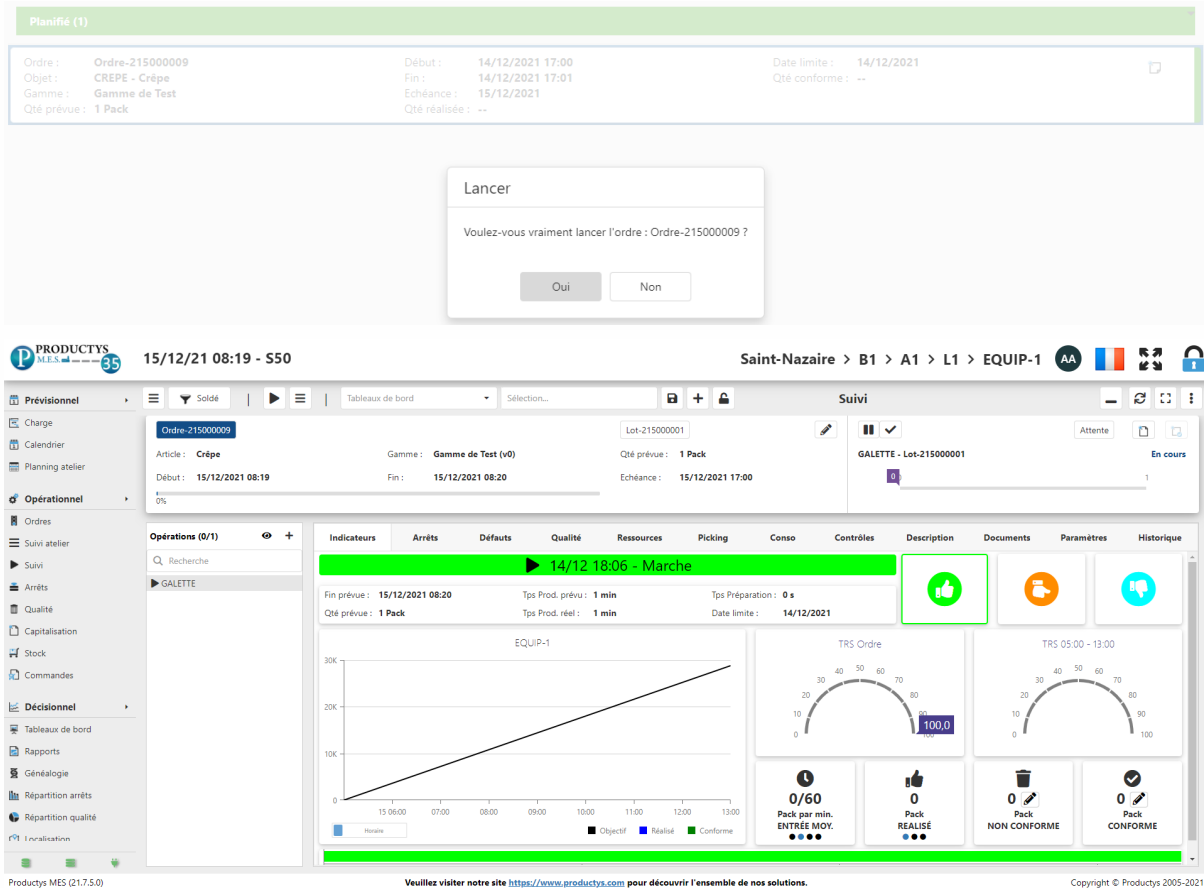 Planifié (1)
Ordre : Ordre-215000009 Début : 14/12/2021 17:00 Date limite : 14/12/2021
Objet : CREPE - Crêpe Fin : 14/12/2021 17:01 Qté conforme : --
Gamme : Gamme de Test Echéance : 15/12/2021
Qté prévue : 1 Pack Qté réalisée : --
Lancer
Voulez-vous vraiment lancer l'ordre : Ordre-215000009 ?
Oui Non
PRODUCTYS
M.E.S. 35
15/12/21 08:19 - S50
Saint-Nazaire > B1 > A1 > L1 > EQUIP-1 AA
Prévisionnel
Charge
Calendrier
Planning atelier
Opérationnel
Ordres
Suivi atelier
Suivi
Arrêts
Qualité
Capitalisation
Stock
Commandes
Décisionnel
Tableaux de bord
Rapports
Généalogie
Répartition arrêts
Répartition qualité
Localisation
Soldé Tableaux de bord Sélection... Suivi
Ordre-215000009 Lot-215000001
Article : Crêpe Gamme : Gamme de Test (v0) Qté prévue : 1 Pack
Début : 15/12/2021 08:19 Fin : 15/12/2021 08:20 Echéance : 15/12/2021 17:00
0%
Attente
GALETTE - Lot-215000001 En cours
0 1
Opérations (0/1)
Recherche
GALETTE
Indicateurs Arrêts Défauts Qualité Ressources Picking Conso Contrôles Description Documents Paramètres Historique
14/12 18:06 - Marche
Fin prévue : 15/12/2021 08:20 Tps Prod. prévu : 1 min Tps Préparation : 0 s
Qté prévue : 1 Pack Tps Prod. réel : 1 min Date limite : 14/12/2021
EQUIP-1
30K
20K
10K
0
15 06:00 07:00 08:00 09:00 10:00 11:00 12:00 13:00
Horaire Objectif Réalisé Conforme
TRS Ordre
0 10 20 30 40 50 60 70 80 90 100
100,0
TRS 05:00 - 13:00
0 10 20 30 40 50 60 70 80 90 100
0/60
Pack par min.
ENTRÉE MOY.
0
Pack
REALISÉ
0
Pack
NON CONFORME
0
Pack
CONFORME
Productys MES (21.7.5.0) Veuillez visiter notre site https://www.productys.com pour découvrir l'ensemble de nos solutions. Copyright © Productys 2005-2021